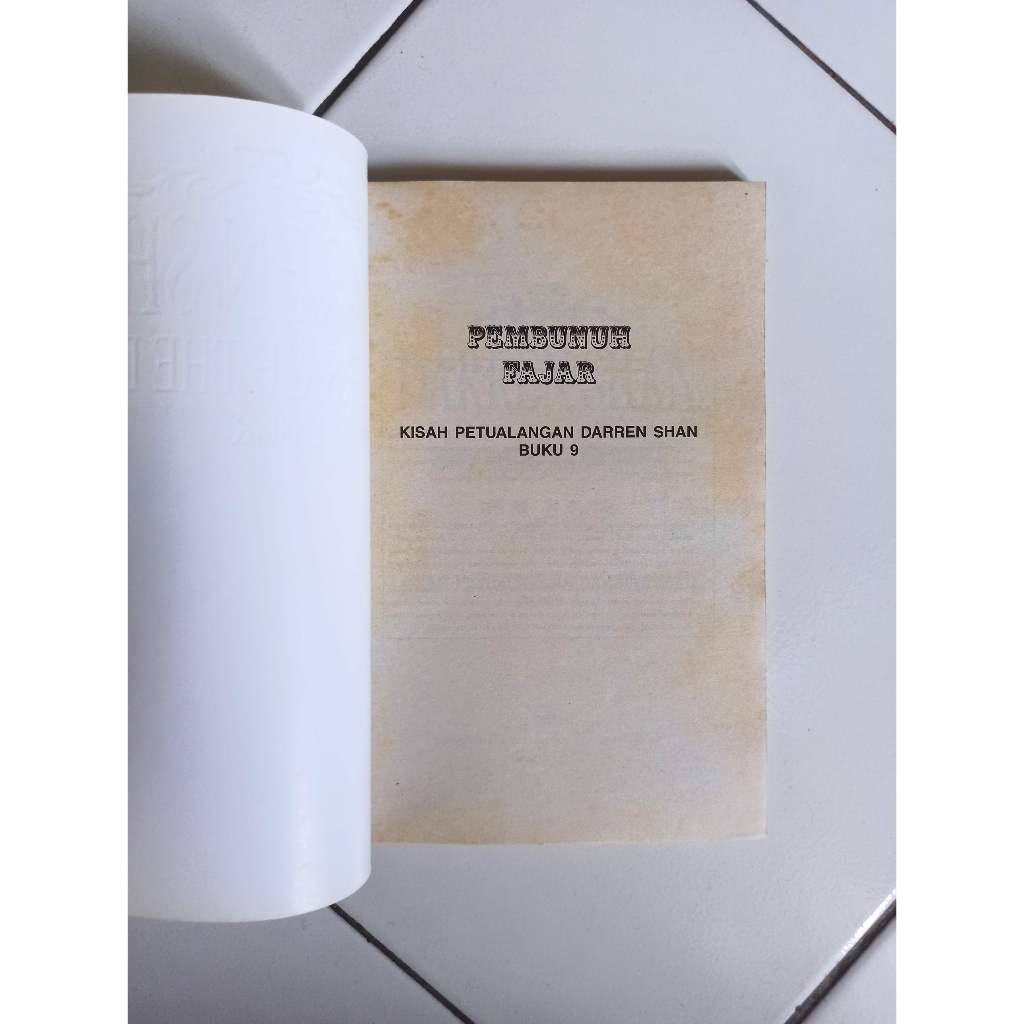 PEMBUNUH
FAJAR
KISAH PETUALANGAN DARREN SHAN
BUKU 9